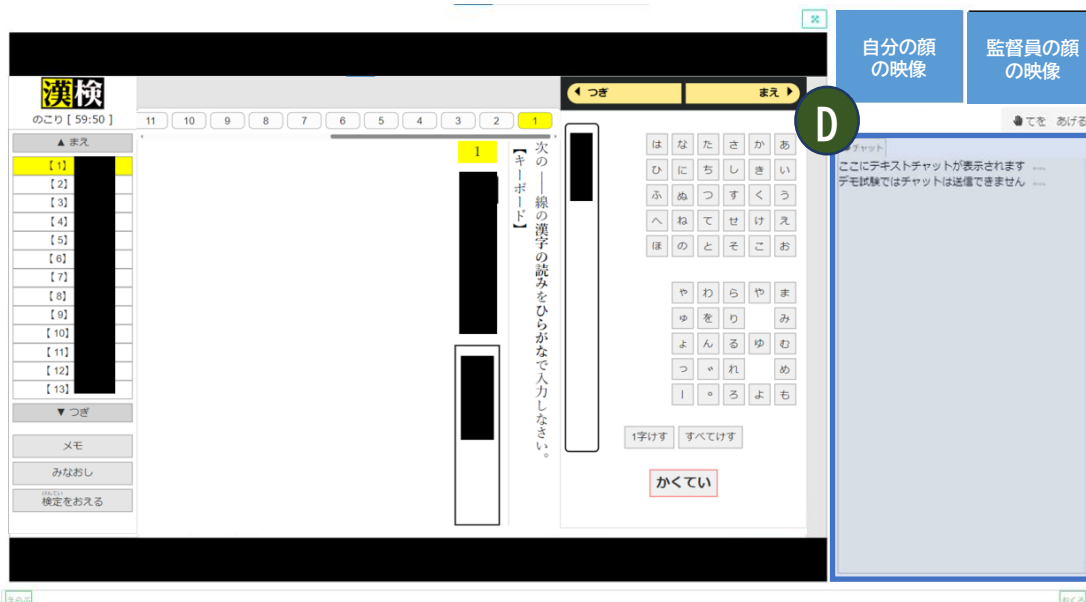 自分の顔
の映像
監督員の顔
の映像
漢検
のこり [ 59:50 ]
▲ まえ
【 1】
【 2】
【 3】
【 4】
【 5】
【 6】
【 7】
【 8】
【 9】
【 10】
【 11】
【 12】
【 13】
▼ つぎ
メモ
みなおし
けんてい
検定をおえる
11 10 9 8 7 6 5 4 3 2 1
次の ―― 線の漢字の読みをひらがなで入力しなさい。
【キーボード】
1
つぎ
まえ
は な た さ か あ
ひ に ち し き い
ふ ぬ つ す く う
へ ね て せ け え
ほ の と そ こ お
ゃ わ ら や ま
ゅ を り み
ょ ん る ゆ む
っ ゛ れ め
ー ゜ ろ よ も
1字けす すべてけす
かくてい
D
てを あげる
チャット
ここにテキストチャットが表示されます
デモ試験ではチャットは送信できません